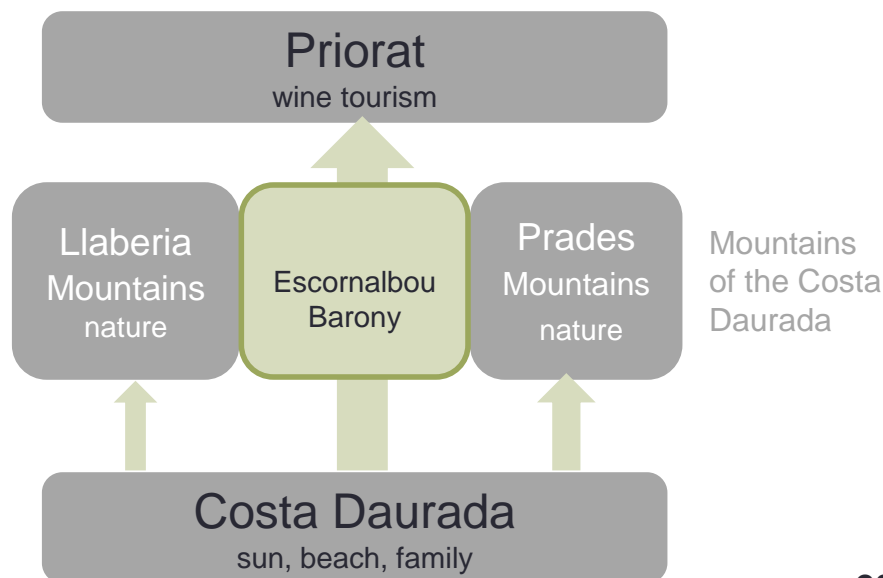 Priorat
wine tourism
Llaberia
Mountains
nature
Escornalbou
Barony
Prades
Mountains
nature
Mountains
of the Costa
Daurada
Costa Daurada
sun, beach, family